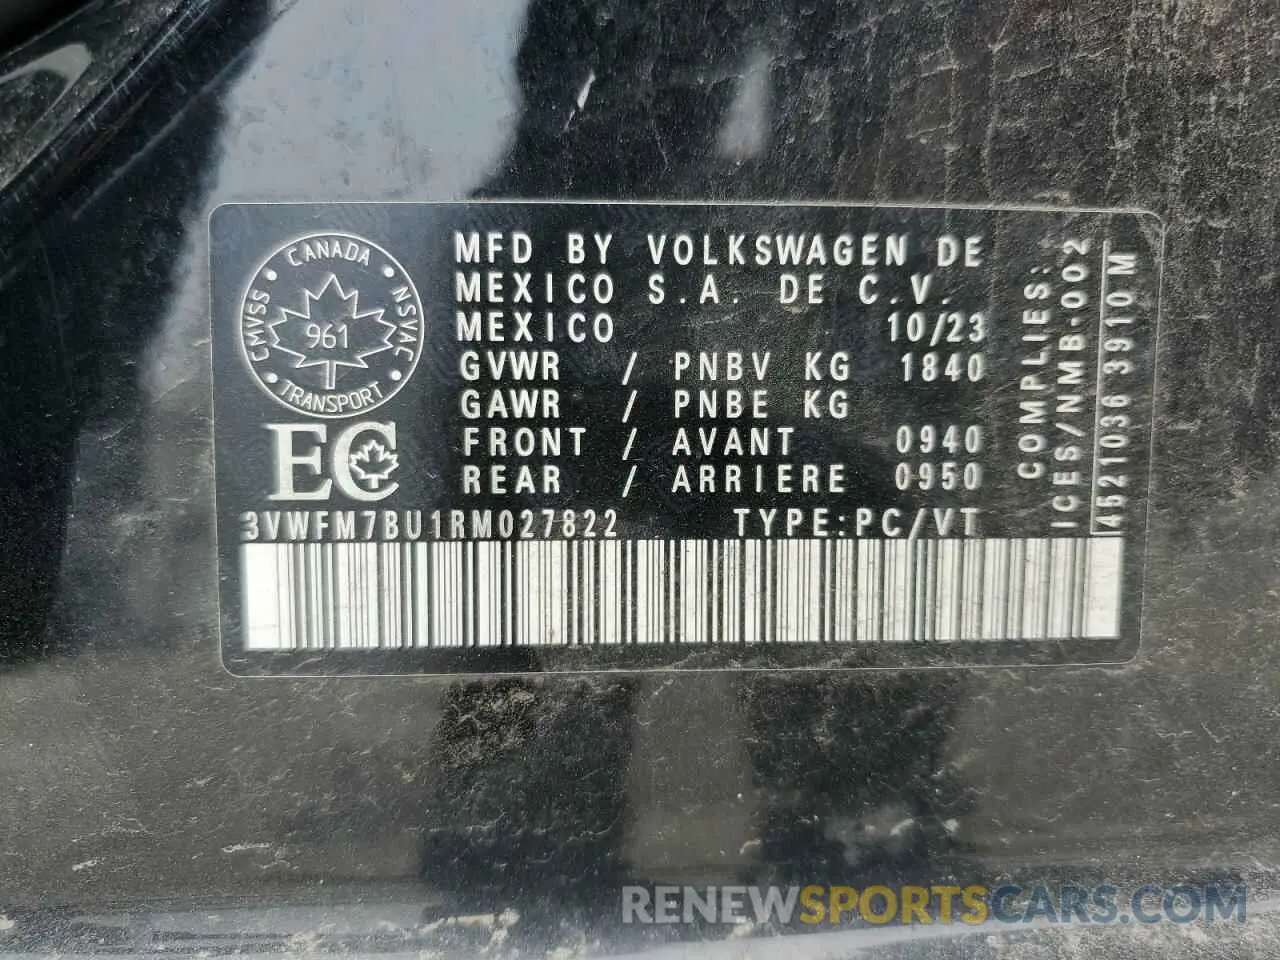 CANADA
CMVSS
NSVAC
961
TRANSPORT
EC
MFD BY VOLKSWAGEN DE
MEXICO S.A. DE C.V.
MEXICO 10/23
GVWR / PNBV KG 1840
GAWR / PNBE KG
FRONT / AVANT 0940
REAR / ARRIERE 0950
3VWFM7BU1RM027822 TYPE:PC/VT
COMPLIES:
ICES/NMB-002
4521036 3910M
RENEWSPORTSCARS.COM